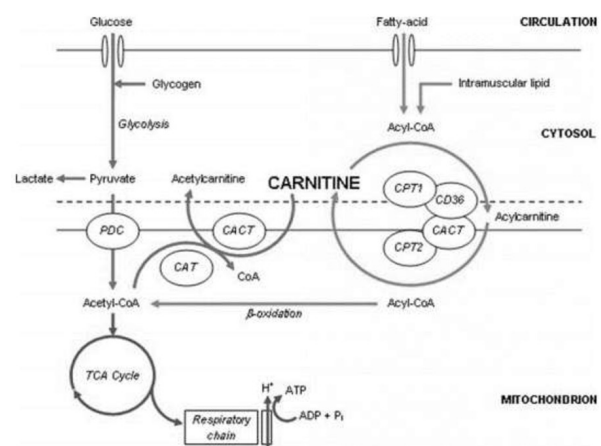 Glucose
Fatty-acid
CIRCULATION
Glycogen
Intramuscular lipid
Glycolysis
Acyl-CoA
CYTOSOL
Lactate
Pyruvate
Acetylcarnitine
CARNITINE
CPT1
CD36
Acylcarnitine
PDC
CACT
CACT
CPT2
CAT
CoA
Acetyl-CoA
β-oxidation
Acyl-CoA
TCA Cycle
H⁺
ATP
ADP + Pᵢ
Respiratory
chain
MITOCHONDRION